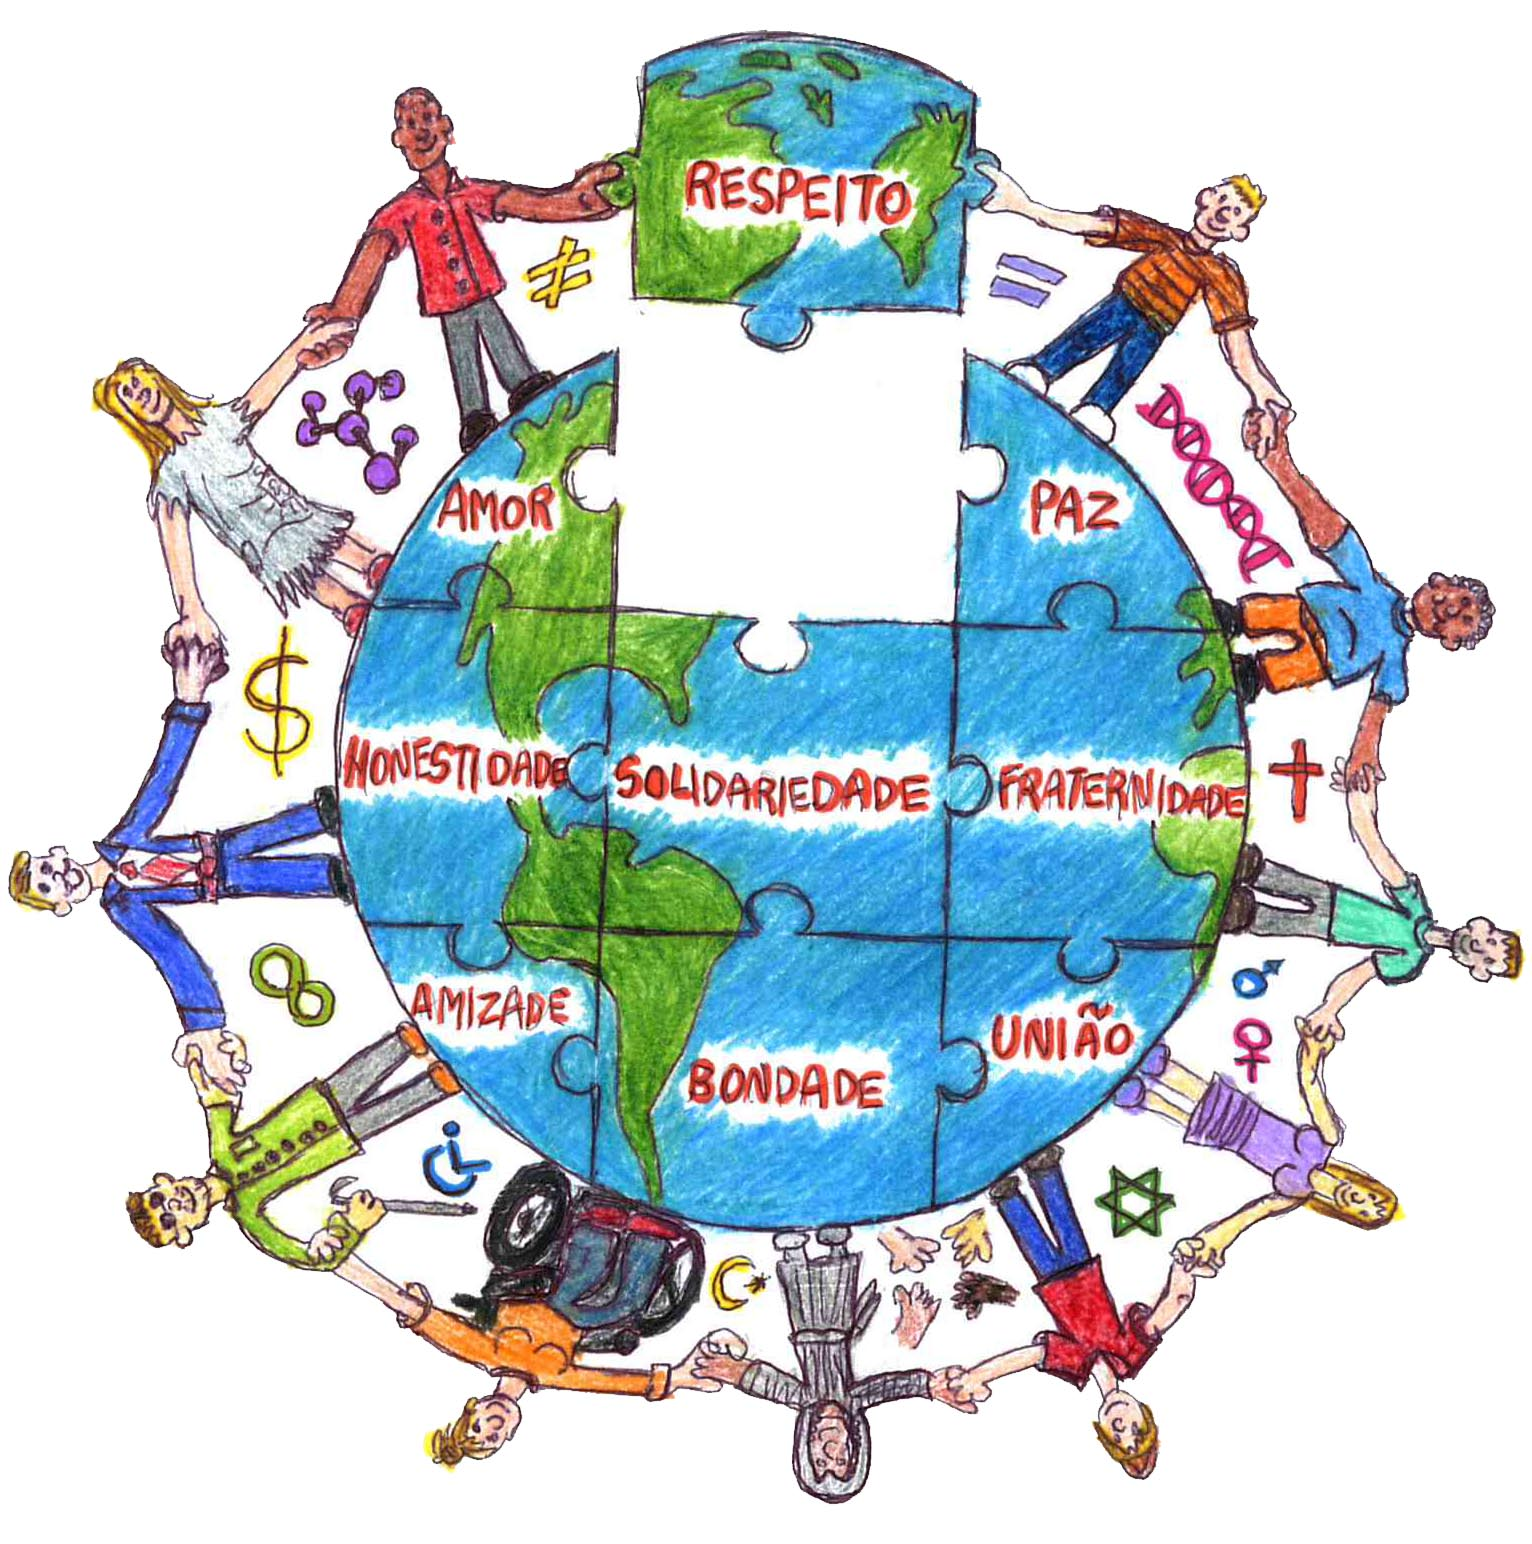 RESPEITO
AMOR
PAZ
HONESTIDADE
SOLIDARIEDADE
FRATERNIDADE
AMIZADE
BONDADE
UNIÃO
≠
=
$